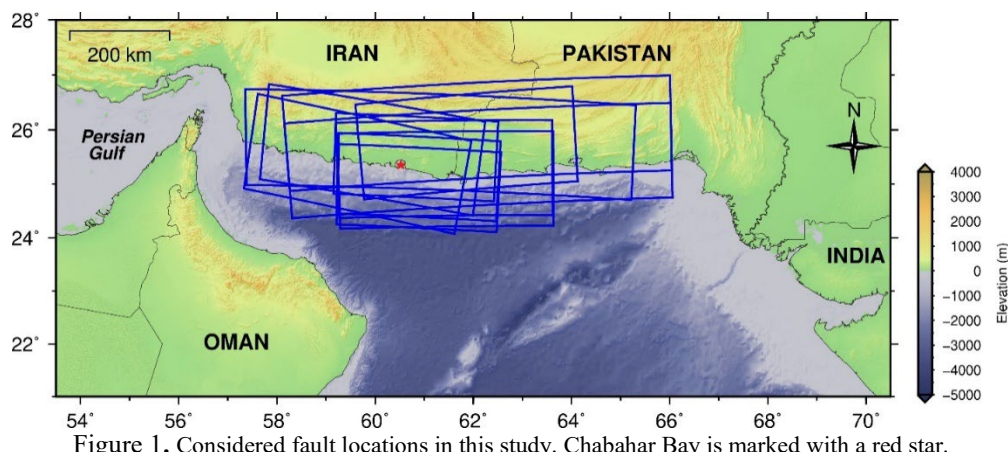 28°
200 km
IRAN
PAKISTAN
26°
Persian
Gulf
N
4000
3000
2000
1000
0
−1000
−2000
−3000
−4000
−5000
Elevation (m)
24°
INDIA
22°
OMAN
54° 56° 58° 60° 62° 64° 66° 68° 70°
Figure 1. Considered fault locations in this study. Chabahar Bay is marked with a red star.